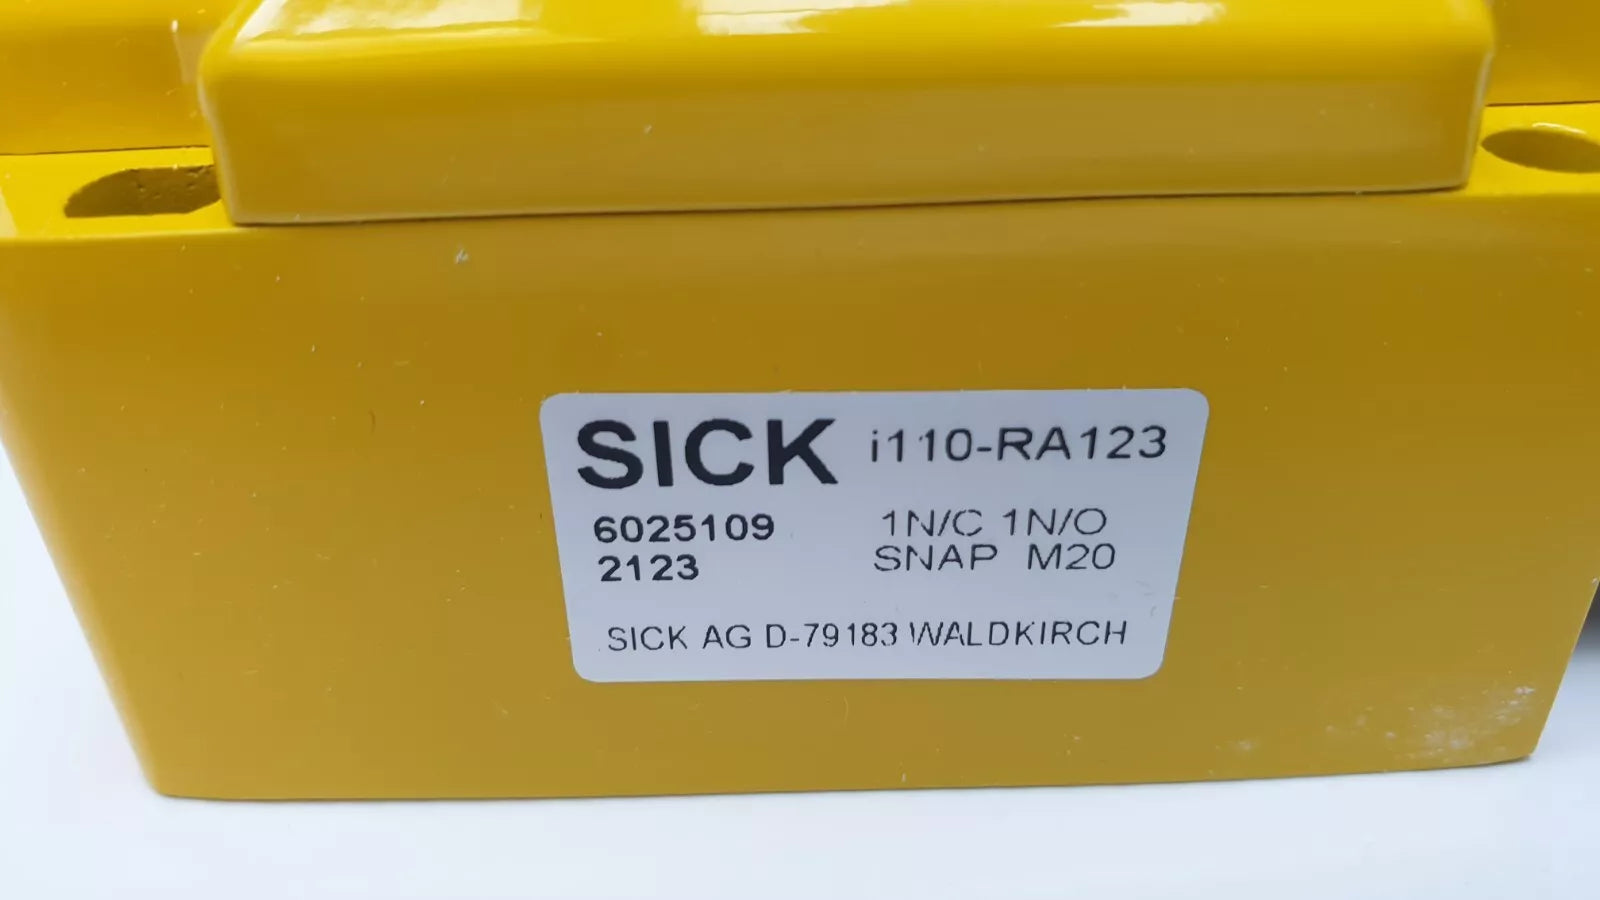 SICK i110-RA123
6025109 1N/C 1N/O
2123 SNAP M20
SICK AG D-79183 WALDKIRCH